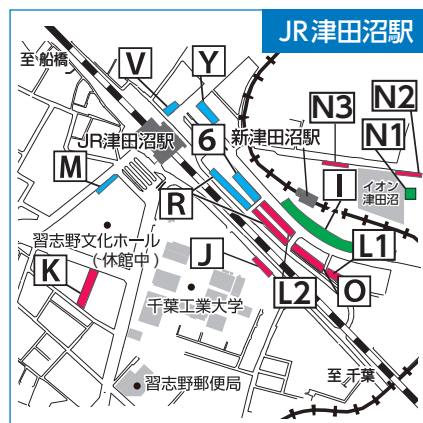 JR津田沼駅
至 船橋
V
Y
N3
N2
JR津田沼駅
6
新津田沼駅
N1
M
R
I
イオン
津田沼
習志野文化ホール
(休館中)
J
L1
K
L2
O
千葉工業大学
至 千葉
習志野郵便局